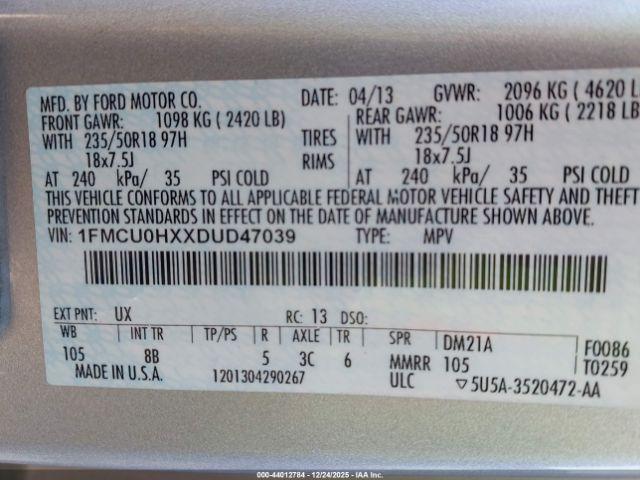 MFD. BY FORD MOTOR CO. DATE: 04/13 GVWR: 2096 KG ( 4620 L
FRONT GAWR: 1098 KG ( 2420 LB) REAR GAWR: 1006 KG ( 2218 LB
WITH 235/50R18 97H TIRES WITH 235/50R18 97H
18x7.5J RIMS 18x7.5J
AT 240 kPa/ 35 PSI COLD AT 240 kPa/ 35 PSI COLD
THIS VEHICLE CONFORMS TO ALL APPLICABLE FEDERAL MOTOR VEHICLE SAFETY AND THEFT
PREVENTION STANDARDS IN EFFECT ON THE DATE OF MANUFACTURE SHOWN ABOVE.
VIN: 1FMCU0HXXDUD47039 TYPE: MPV
EXT PNT: UX RC: 13 DSO:
WB INT TR TP/PS R AXLE TR SPR DM21A F0086
105 8B 5 3C 6 MMRR 105 T0259
MADE IN U.S.A. 1201304290267 ULC ▽5U5A-3520472-AA
000-44012784 - 12/24/2025 - IAA Inc.